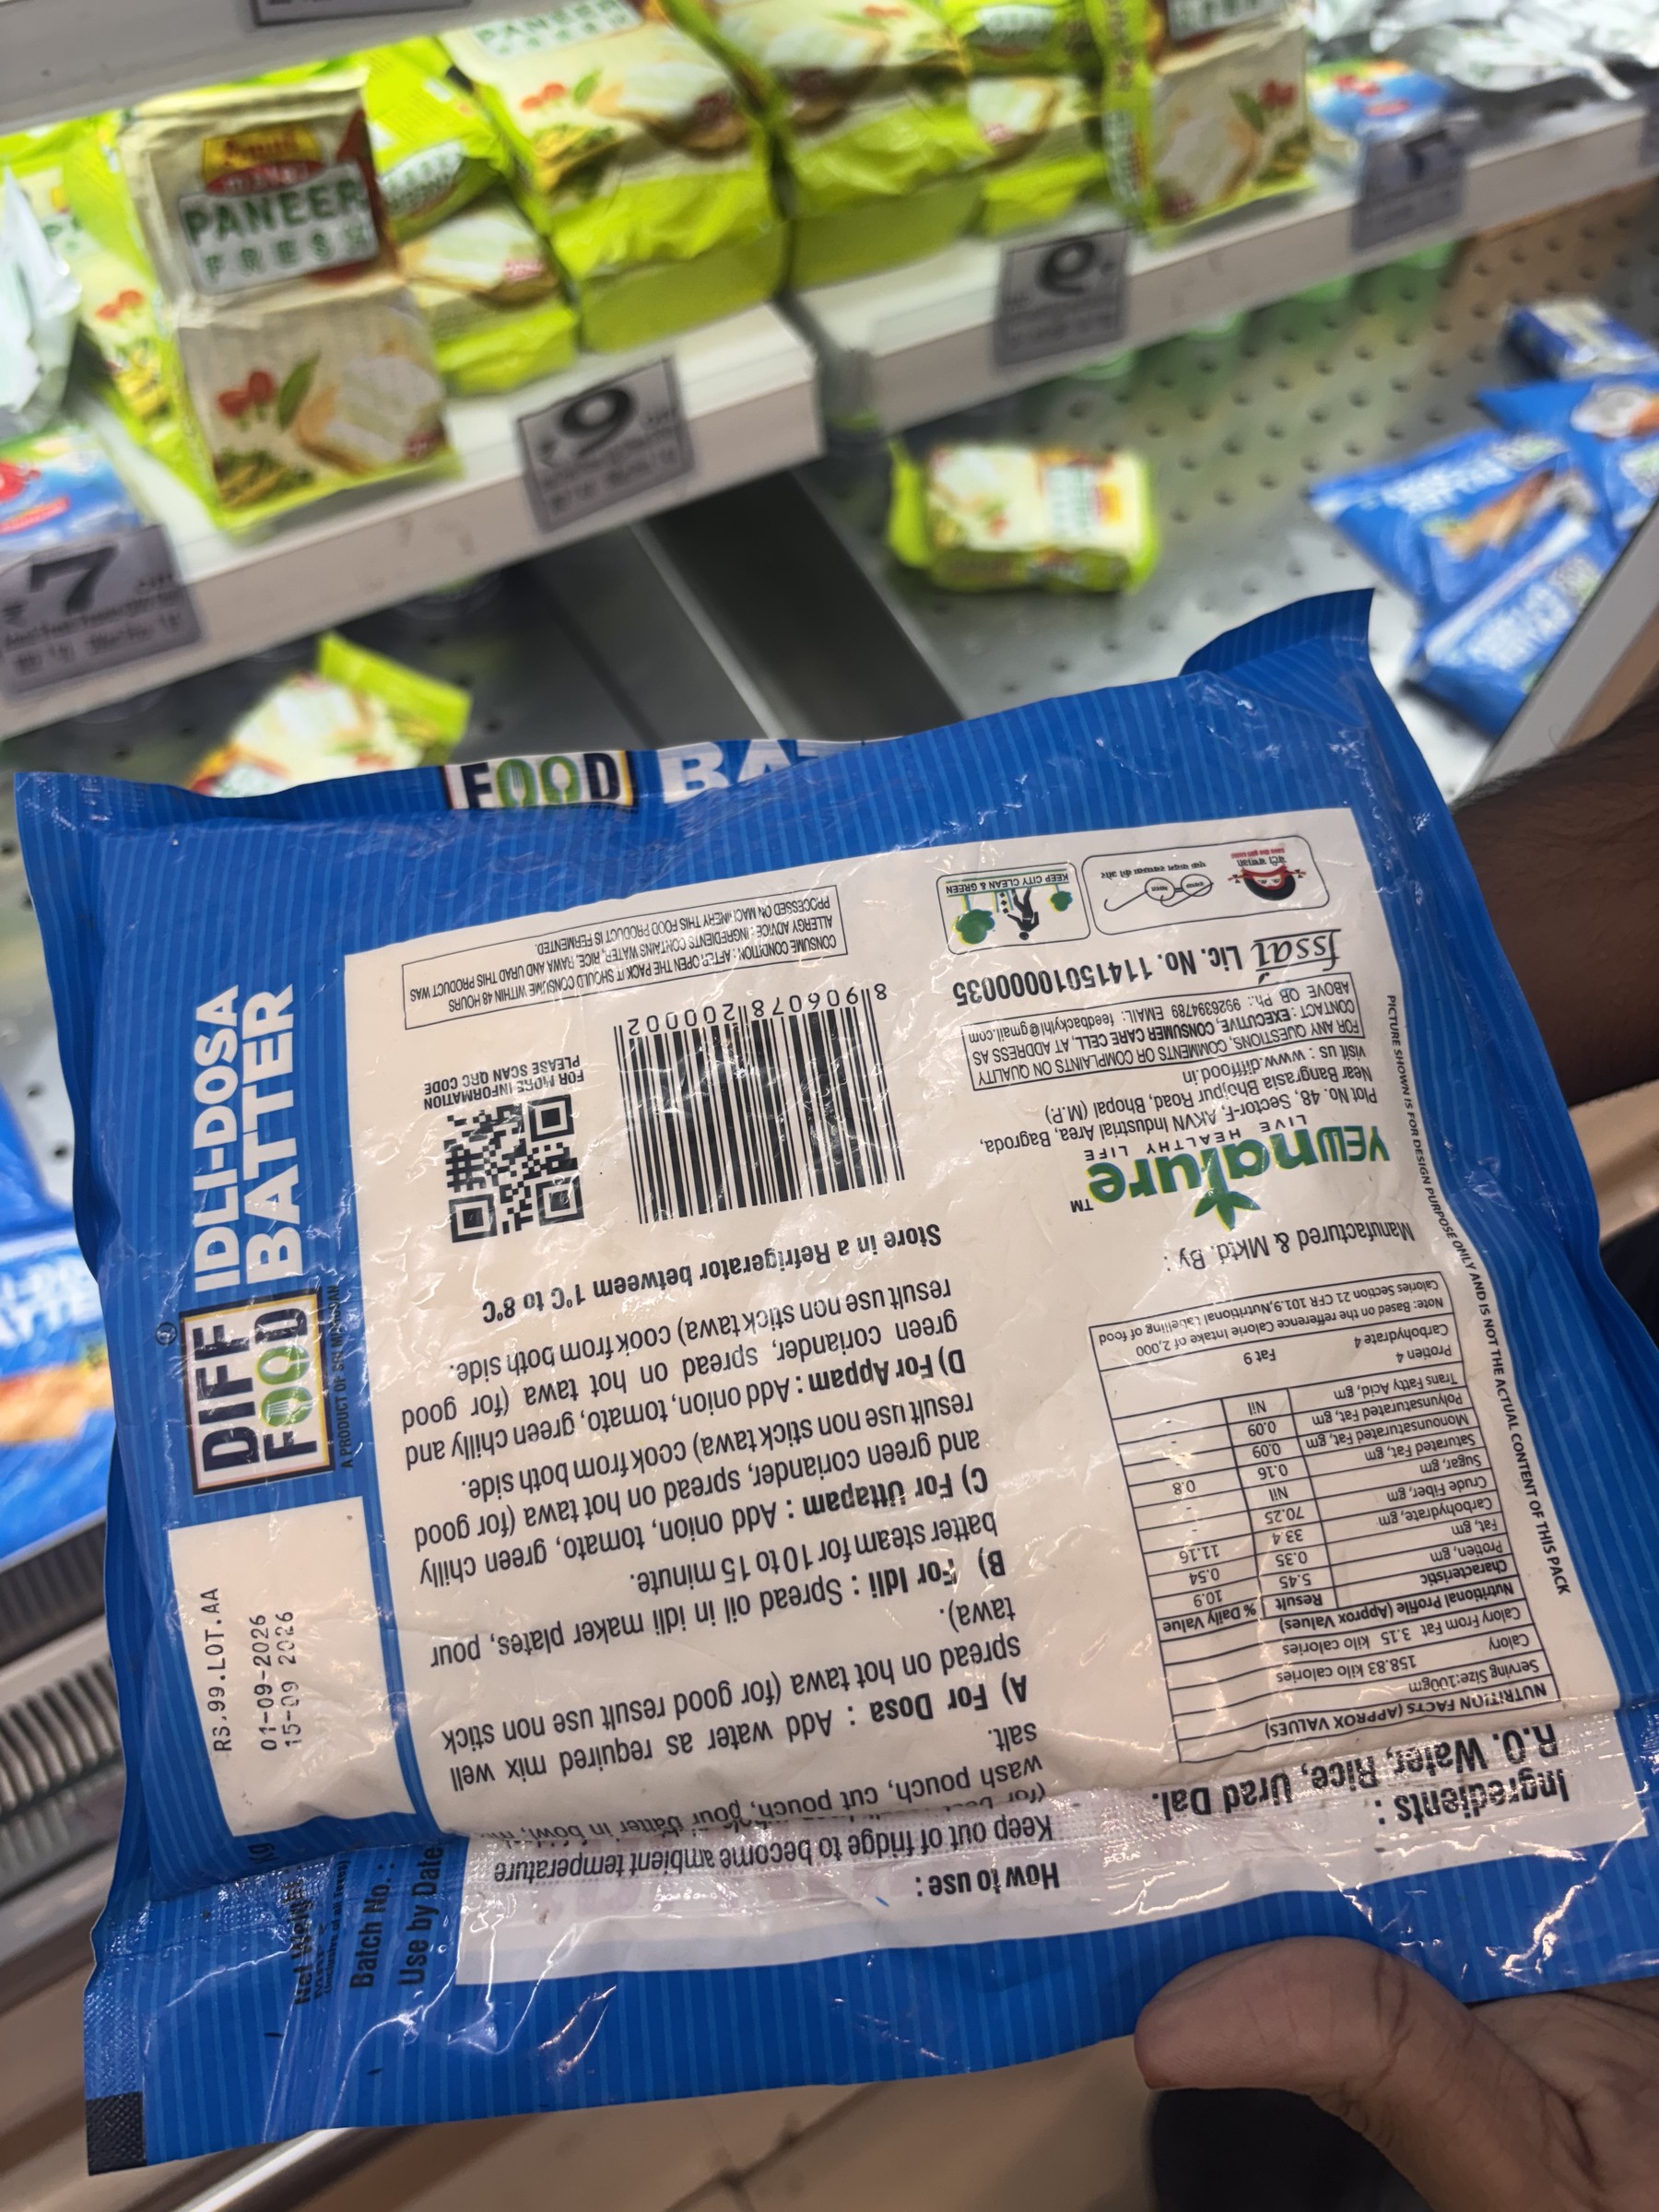 PANEER
FRESH
9
9
7
FOOD
DIFF
FOOD
IDLI-DOSA
BATTER
A PRODUCT OF
RS.99.LOT.AA
01-09-2026
15-09 2026
Batch No. :
Use by Date
How to use :
Keep out of fridge to become ambient temperature
wash pouch, cut pouch, pour batter in bowl,
salt.
A) For Dosa : Add water as required mix well
spread on hot tawa (for good result use non stick
tawa).
B) For Idli : Spread oil in idli maker plates, pour
batter steam for 10 to 15 minute.
C) For Uttapam : Add onion, tomato, green chilly
and green coriander, spread on hot tawa (for good
result use non stick tawa) cook from both side.
D) For Appam : Add onion, tomato, green chilly and
green coriander, spread on hot tawa (for good
result use non stick tawa) cook from both side.
Store in a Refrigerator betweem 1°C to 8°C
FOR MORE INFORMATION
PLEASE SCAN QRC CODE
8 906078 200002
CONSUME CONDITION : AFTER OPEN THE PACK IT SHOULD CONSUME WITHIN 48 HOURS
ALLERGY ADVICE : INGREDIENTS CONTAINS WATER, RICE, RAWA AND URAD THIS PRODUCT WAS
PROCESSED ON MACHINERY THIS FOOD PRODUCT IS FERMENTED.
Ingredients :
R.O. Water, Rice, Urad Dal.
NUTRITION FACTS (APPROX VALUES)
Serving Size:100gm
Calory 158.83 kilo calories
Calory From Fat 3.15 kilo calories
Nutritional Profile (Approx Values)
Characteristic Result % Daily Value
Protien, gm 5.45 10.9
Fat, gm 0.35 0.54
Carbohydrate, gm 33.4 11.16
Crude Fiber, gm 70.25 -
Sugar, gm Nil -
Saturated Fat, gm 0.16 0.8
Monounsaturated Fat, gm 0.09 -
Polyunsaturated Fat, gm 0.09 -
Trans Fatty Acid, gm Nil -
Protien 4 Fat 9
Carbohydrate 4
Note: Based on the refference Calorie Intake of 2,000
Calories Section 21 CFR 101.9,Nutritional Labelling of food
Manufactured & Mktd. By :
YEWnature™
LIVE HEALTHY LIFE
Plot No. 48, Sector-F, AKVN Industrial Area, Bagroda,
Near Bangrasia Bhojpur Road, Bhopal (M.P.)
visit us : www.diffood.in
FOR ANY QUESTIONS, COMMENTS OR COMPLAINTS ON QUALITY
CONTACT : EXECUTIVE, CONSUMER CARE CELL, AT ADDRESS AS
ABOVE OR Ph.: 9926394789 EMAIL: feedbackylhl@gmail.com
fssai Lic. No. 11415010000035
KEEP CITY CLEAN & GREEN
एक कदम स्वच्छता की ओर
PICTURE SHOWN IS FOR DESIGN PURPOSE ONLY AND IS NOT THE ACTUAL CONTENT OF THIS PACK